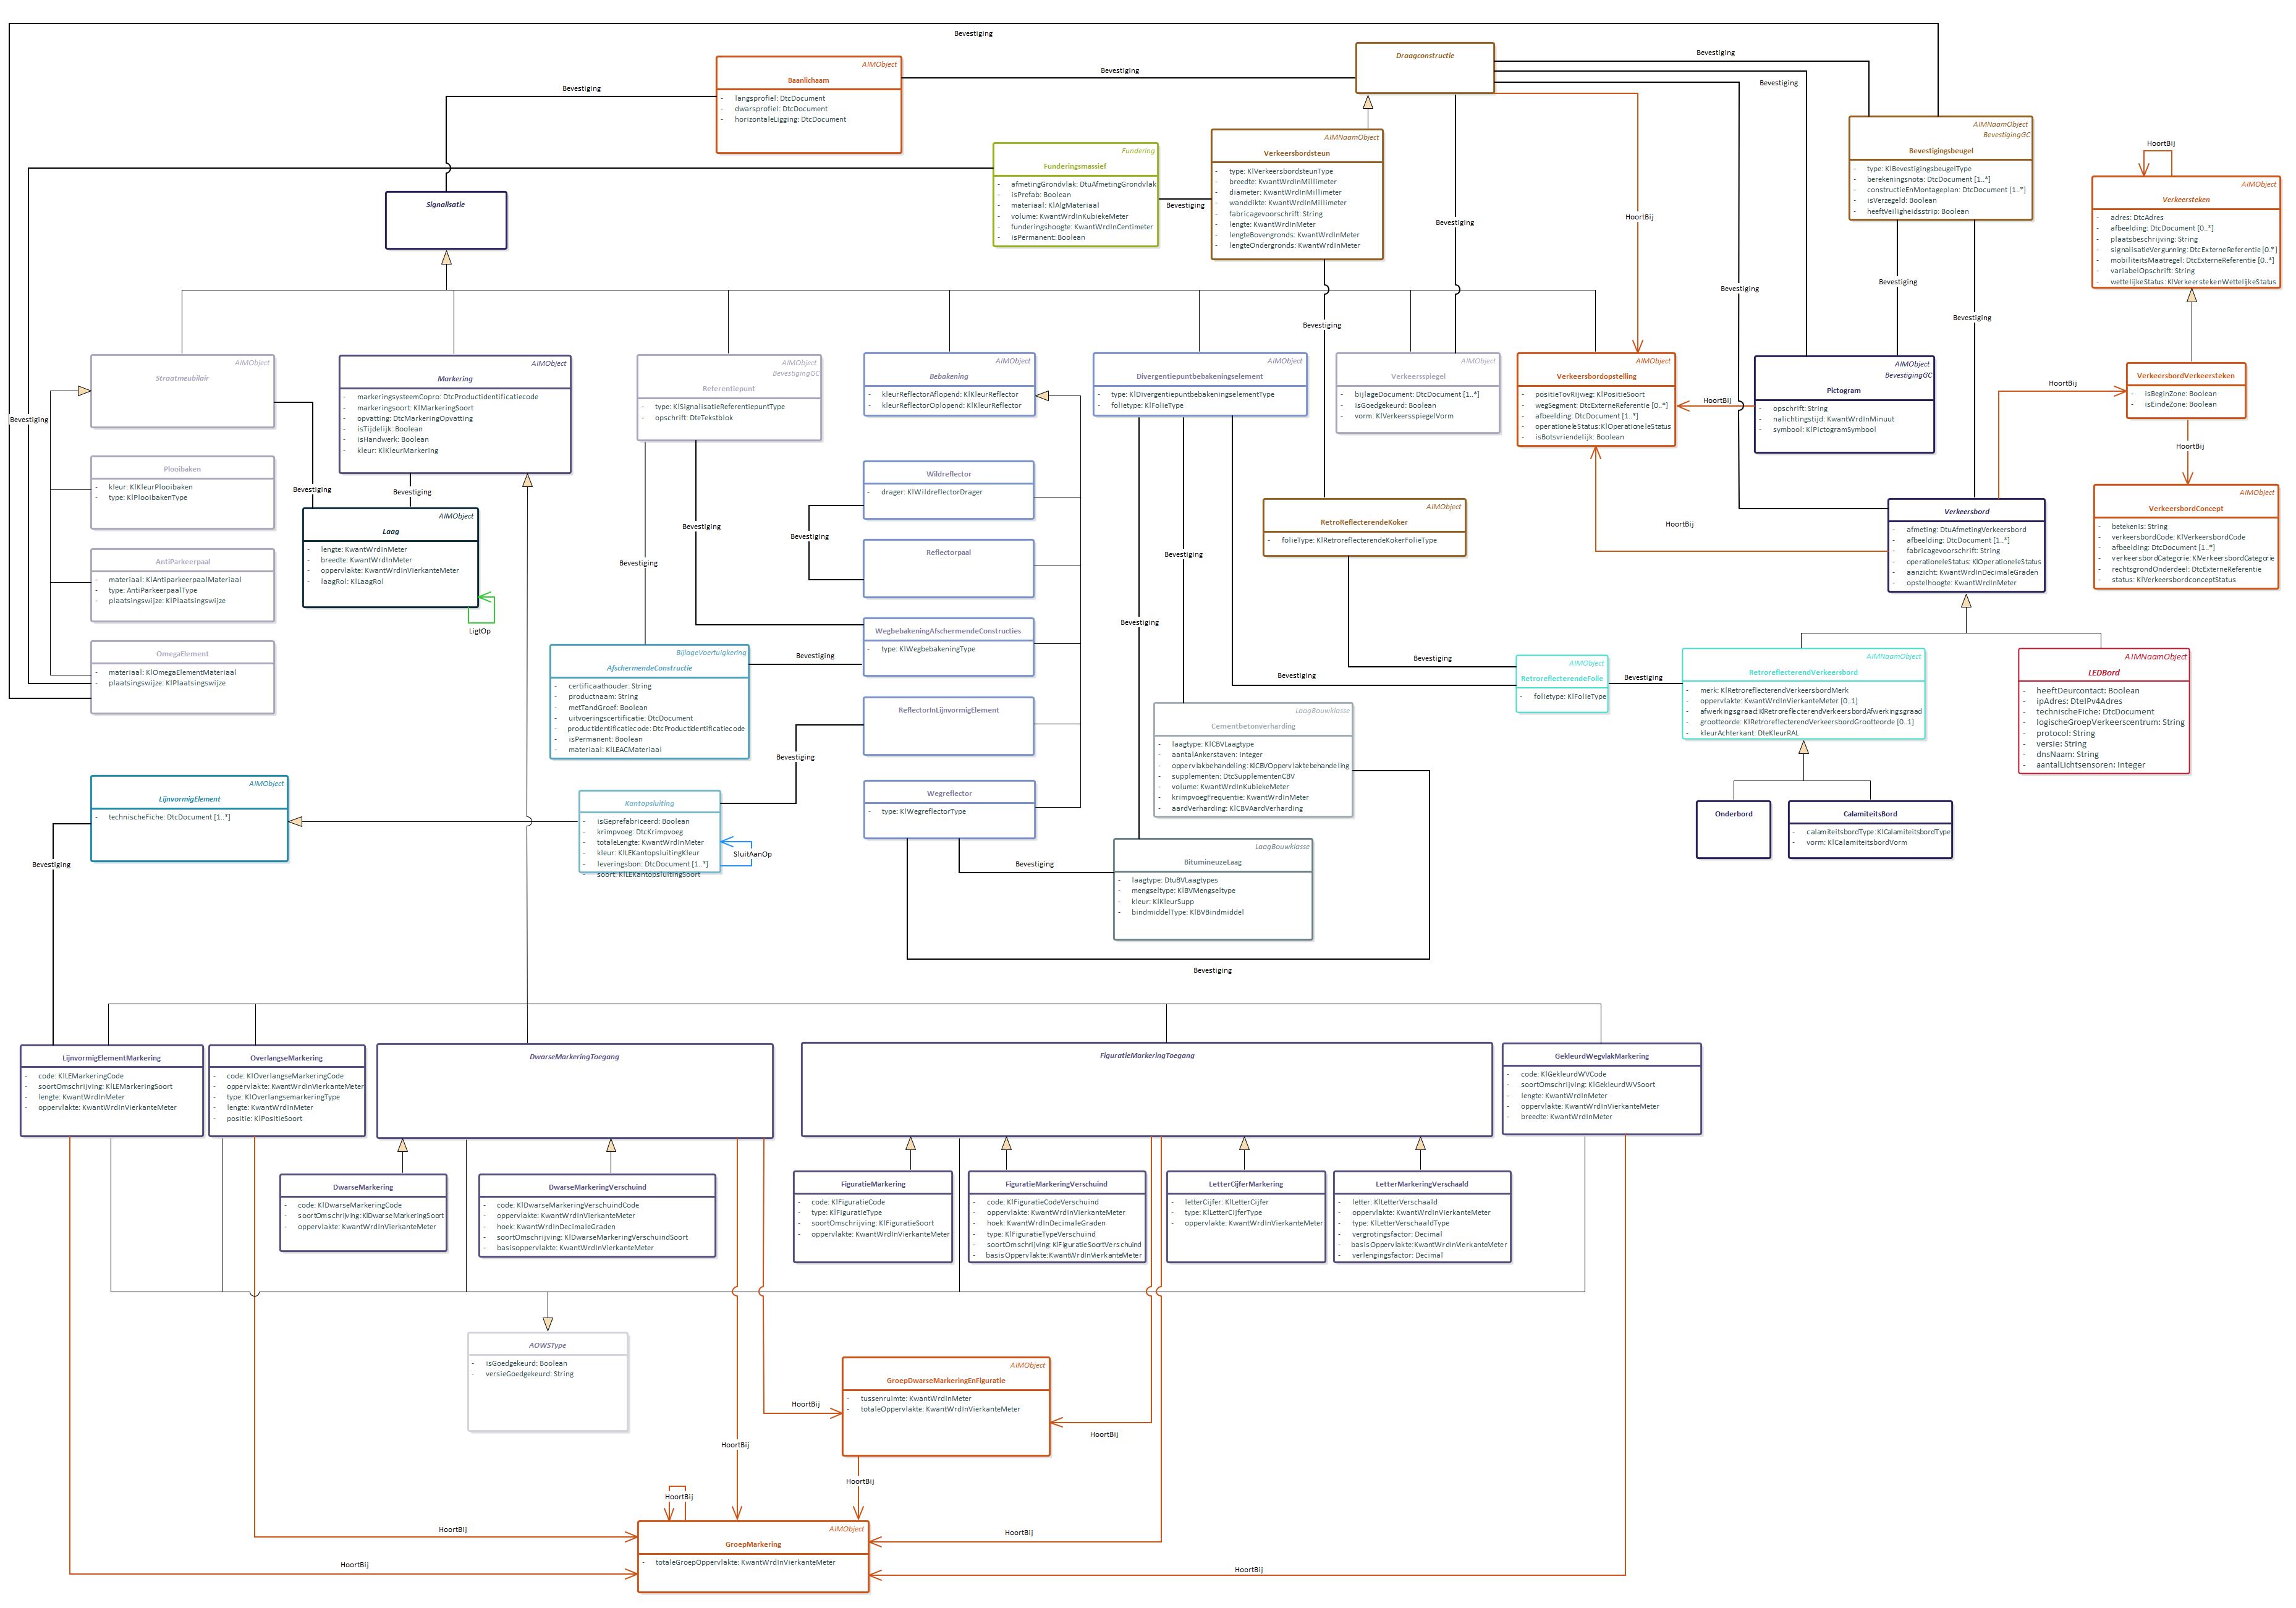 Bevestiging
Draagconstructie
Bevestiging
AIMObject
Baanlichaam
- langsprofiel: DtcDocument
- dwarsprofiel: DtcDocument
- horizontaleLigging: DtcDocument
Bevestiging
Bevestiging
Bevestiging
AIMNaamObject
BevestigingGC
Bevestigingsbeugel
- type: KlBevestigingsbeugelType
- berekeningsnota: DtcDocument [1..*]
- constructieEnMontageplan: DtcDocument [1..*]
- isVerzegeld: Boolean
- heeftVeiligheidsstrip: Boolean
Fundering
Funderingsmassief
- afmetingGrondvlak: DtuAfmetingGrondvlak
- isPrefab: Boolean
- materiaal: KlAlgMateriaal
- volume: KwantWrdInKubiekeMeter
- funderingshoogte: KwantWrdInCentimeter
- isPermanent: Boolean
Bevestiging
AIMNaamObject
Verkeersbordsteun
- type: KlVerkeersbordsteunType
- breedte: KwantWrdInMillimeter
- diameter: KwantWrdInMillimeter
- wanddikte: KwantWrdInMillimeter
- fabricagevoorschrift: String
- lengte: KwantWrdInMeter
- lengteBovengronds: KwantWrdInMeter
- lengteOndergronds: KwantWrdInMeter
HoortBij
AIMObject
Verkeersteken
- adres: DtcAdres
- afbeelding: DtcDocument [0..*]
- plaatsbeschrijving: String
- signalisatieVergunning: DtcExterneReferentie [0..*]
- mobiliteitsMaatregel: DtcExterneReferentie [0..*]
- variabelOpschrift: String
- wettelijkeStatus: KlVerkeerstekenWettelijkeStatus
Signalisatie
HoortBij
Bevestiging
Bevestiging
Bevestiging
Bevestiging
Bevestiging
AIMObject
Straatmeubilair
AIMObject
Markering
- markeringsysteemCopro: DtcProductidentificatiecode
- markeringsoort: KlMarkeringSoort
- opvatting: DtcMarkeringOpvatting
- isTijdelijk: Boolean
- isHandwerk: Boolean
- kleur: KlKleurMarkering
AIMObject
BevestigingGC
Referentiepunt
- type: KlSignalisatieReferentiepuntType
- opschrift: DteTekstblok
AIMObject
Bebakening
- kleurReflectorAflopend: KlKleurReflector
- kleurReflectorOplopend: KlKleurReflector
AIMObject
Divergentiepuntbebakeningselement
- type: KlDivergentiepuntbebakeningselementType
- folietype: KlFolieType
AIMObject
Verkeersspiegel
- bijlageDocument: DtcDocument [1..*]
- isGoedgekeurd: Boolean
- vorm: KlVerkeersspiegelVorm
AIMObject
Verkeersbordopstelling
- positieTovRijweg: KlPositieSoort
- wegSegment: DtcExterneReferentie [0..*]
- afbeelding: DtcDocument [1..*]
- operationeleStatus: KlOperationeleStatus
- isBotsvriendelijk: Boolean
HoortBij
AIMObject
BevestigingGC
Pictogram
- opschrift: String
- nalichtingstijd: KwantWrdInMinuut
- symbool: KlPictogramSymbool
HoortBij
VerkeersbordVerkeersteken
- isBeginZone: Boolean
- isEindeZone: Boolean
HoortBij
Bevestiging
Plooibaken
- kleur: KlKleurPlooibaken
- type: KlPlooibakenType
Bevestiging
Bevestiging
Wildreflector
- drager: KlWildreflectorDrager
AIMObject
VerkeersbordConcept
- betekenis: String
- verkeersbordCode: KlVerkeersbordCode
- afbeelding: DtcDocument [1..*]
- verkeersbordCategorie: KlVerkeersbordCategorie
- rechtsgrondOnderdeel: DtcExterneReferentie
- status: KlVerkeersbordconceptStatus
AIMObject
Laag
- lengte: KwantWrdInMeter
- breedte: KwantWrdInMeter
- oppervlakte: KwantWrdInVierkanteMeter
- laagRol: KlLaagRol
LigtOp
Bevestiging
Bevestiging
Bevestiging
Reflectorpaal
Bevestiging
AIMObject
RetroReflecterendeKoker
- folieType: KlRetroreflecterendeKokerFolieType
HoortBij
Verkeersbord
- afmeting: DtuAfmetingVerkeersbord
- afbeelding: DtcDocument [1..*]
- fabricagevoorschrift: String
- operationeleStatus: KlOperationeleStatus
- aanzicht: KwantWrdInDecimaleGraden
- opstelhoogte: KwantWrdInMeter
AntiParkeerpaal
- materiaal: KlAntiparkeerpaalMateriaal
- type: AntiParkeerpaalType
- plaatsingswijze: KlPlaatsingswijze
Bevestiging
OmegaElement
- materiaal: KlOmegaElementMateriaal
- plaatsingswijze: KlPlaatsingswijze
WegbebakeningAfschermendeConstructies
- type: KlWegbebakeningType
Bevestiging
BijlageVoertuigkering
AfschermendeConstructie
- certificaathouder: String
- productnaam: String
- metTandGroef: Boolean
- uitvoeringscertificatie: DtcDocument
- productidentificatiecode: DtcProductidentificatiecode
- isPermanent: Boolean
- materiaal: KlLEACMateriaal
Bevestiging
Bevestiging
AIMObject
RetroreflecterendeFolie
- folietype: KlFolieType
Bevestiging
AIMNaamObject
RetroreflecterendVerkeersbord
- merk: KlRetroreflecterendVerkeersbordMerk
- oppervlakte: KwantWrdInVierkanteMeter [0..1]
- afwerkingsgraad: KlRetroreflecterendVerkeersbordAfwerkingsgraad
- grootteorde: KlRetroreflecterendVerkeersbordGrootteorde [0..1]
- kleurAchterkant: DteKleurRAL
AIMNaamObject
LEDBord
- heeftDeurcontact: Boolean
- ipAdres: DteIPv4Adres
- technischeFiche: DtcDocument
- logischeGroepVerkeerscentrum: String
- protocol: String
- versie: String
- dnsNaam: String
- aantalLichtsensoren: Integer
ReflectorInLijnvormigElement
Bevestiging
LaagBouwklasse
Cementbetonverharding
- laagtype: KlCBVLaagtype
- aantalAnkerstaven: Integer
- oppervlakbehandeling: KlCBVOppervlaktebehandeling
- supplementen: DtcSupplementenCBV
- volume: KwantWrdInKubiekeMeter
- krimpvoegFrequentie: KwantWrdInMeter
- aardVerharding: KlCBVAardVerharding
AIMObject
LijnvormigElement
- technischeFiche: DtcDocument [1..*]
Bevestiging
Kantopsluiting
- isGeprefabriceerd: Boolean
- krimpvoeg: DtcKrimpvoeg
- totaleLengte: KwantWrdInMeter
- kleur: KlLEKantopsluitingKleur
- leveringsbon: DtcDocument [1..*]
- soort: KlLEKantopsluitingSoort
SluitAanOp
Wegreflector
- type: KlWegreflectorType
Bevestiging
LaagBouwklasse
BitumineuzeLaag
- laagtype: DtuBVLaagtypes
- mengseltype: KlBVMengseltype
- kleur: KlKleurSupp
- bindmiddelType: KlBVBindmiddel
Onderbord
CalamiteitsBord
- calamiteitsbordType: KlCalamiteitsbordType
- vorm: KlCalamiteitsbordVorm
Bevestiging
LijnvormigElementMarkering
- code: KlLEMarkeringCode
- soortOmschrijving: KlLEMarkeringSoort
- lengte: KwantWrdInMeter
- oppervlakte: KwantWrdInVierkanteMeter
OverlangseMarkering
- code: KlOverlangseMarkeringCode
- oppervlakte: KwantWrdInVierkanteMeter
- type: KlOverlangsemarkeringType
- lengte: KwantWrdInMeter
- positie: KlPositieSoort
DwarseMarkeringToegang
FiguratieMarkeringToegang
GekleurdWegvlakMarkering
- code: KlGekleurdWVCode
- soortOmschrijving: KlGekleurdWVSoort
- lengte: KwantWrdInMeter
- oppervlakte: KwantWrdInVierkanteMeter
- breedte: KwantWrdInMeter
DwarseMarkering
- code: KlDwarseMarkeringCode
- soortOmschrijving: KlDwarseMarkeringSoort
- oppervlakte: KwantWrdInVierkanteMeter
DwarseMarkeringVerschuind
- code: KlDwarseMarkeringVerschuindCode
- oppervlakte: KwantWrdInVierkanteMeter
- hoek: KwantWrdInDecimaleGraden
- soortOmschrijving: KlDwarseMarkeringVerschuindSoort
- basisoppervlakte: KwantWrdInVierkanteMeter
FiguratieMarkering
- code: KlFiguratieCode
- type: KlFiguratieType
- soortOmschrijving: KlFiguratieSoort
- oppervlakte: KwantWrdInVierkanteMeter
FiguratieMarkeringVerschuind
- code: KlFiguratieCodeVerschuind
- oppervlakte: KwantWrdInVierkanteMeter
- hoek: KwantWrdInDecimaleGraden
- type: KlFiguratieTypeVerschuind
- soortOmschrijving: KlFiguratieSoortVerschuind
- basisOppervlakte: KwantWrdInVierkanteMeter
LetterCijferMarkering
- letterCijfer: KlLetterCijfer
- type: KlLetterCijferType
- oppervlakte: KwantWrdInVierkanteMeter
LetterMarkeringVerschaald
- letter: KlLetterVerschaald
- oppervlakte: KwantWrdInVierkanteMeter
- type: KlLetterVerschaaldType
- vergrotingsfactor: Decimal
- basisOppervlakte: KwantWrdInVierkanteMeter
- verlengingsfactor: Decimal
AOWSType
- isGoedgekeurd: Boolean
- versieGoedgekeurd: String
AIMObject
GroepDwarseMarkeringEnFiguratie
- tussenruimte: KwantWrdInMeter
- totaleOppervlakte: KwantWrdInVierkanteMeter
HoortBij
HoortBij
HoortBij
HoortBij
HoortBij
AIMObject
GroepMarkering
- totaleGroepOppervlakte: KwantWrdInVierkanteMeter
HoortBij
HoortBij
HoortBij
HoortBij